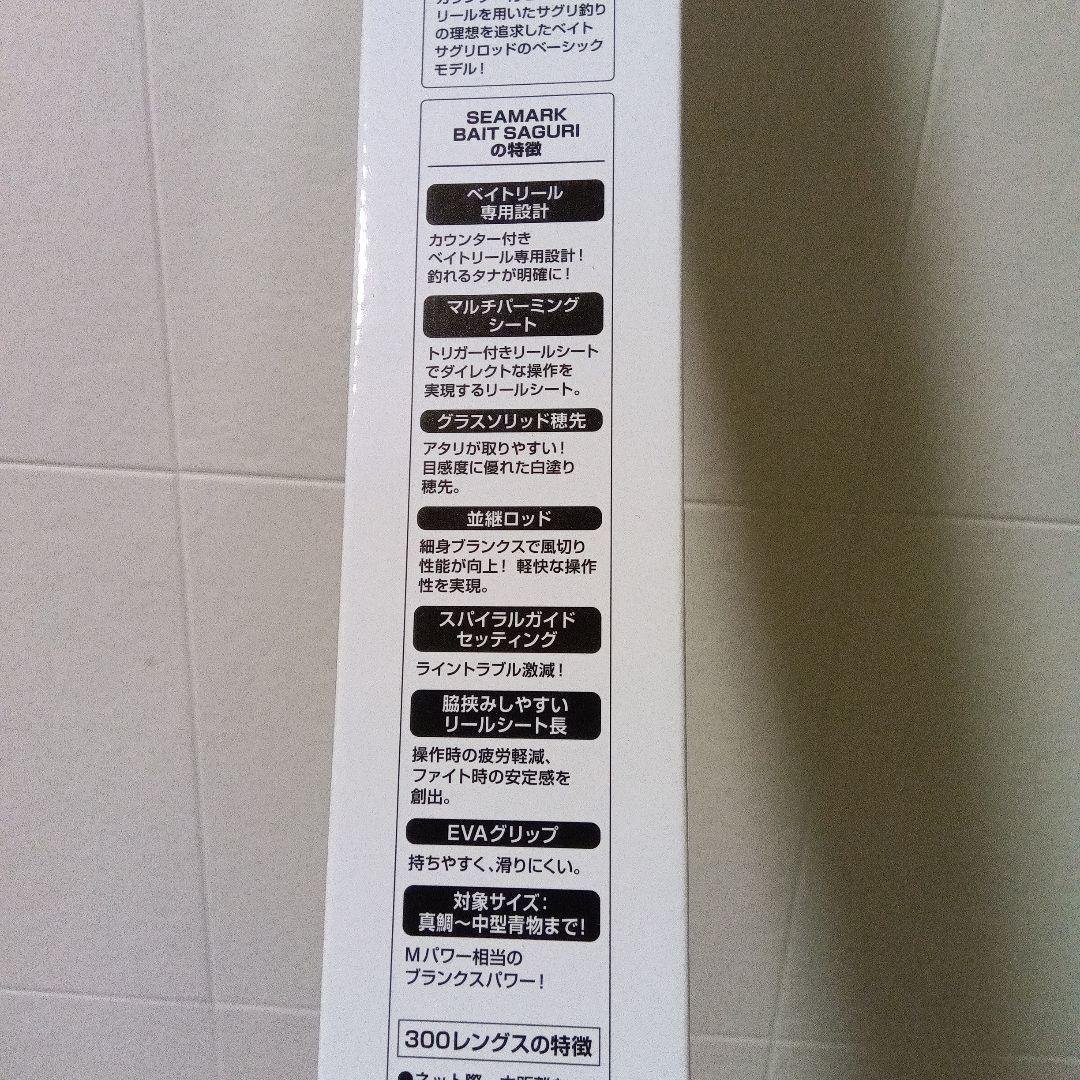 リールを用いたサグリ釣り
の理想を追求したベイト
サグリロッドのベーシック
モデル!
SEAMARK
BAIT SAGURI
の特徴
ベイトリール
専用設計
カウンター付き
ベイトリール専用設計!
釣れるタナが明確に!
マルチパーミング
シート
トリガー付きリールシート
でダイレクトな操作を
実現するリールシート。
グラスソリッド穂先
アタリが取りやすい!
目感度に優れた白塗り
穂先。
並継ロッド
細身ブランクスで風切り
性能が向上! 軽快な操作
性を実現。
スパイラルガイド
セッティング
ライントラブル激減!
脇挟みしやすい
リールシート長
操作時の疲労軽減、
ファイト時の安定感を
創出。
EVAグリップ
持ちやすく、滑りにくい。
対象サイズ:
真鯛〜中型青物まで!
Mパワー相当の
ブランクスパワー!
300レングスの特徴